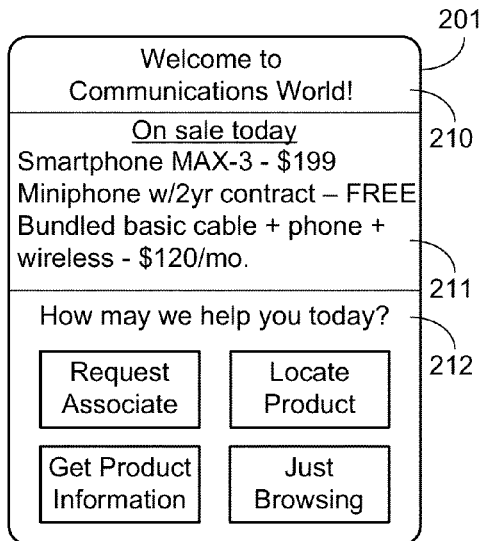 201
Welcome to
Communications World!
210
On sale today
Smartphone MAX-3 - $199
Miniphone w/2yr contract – FREE
Bundled basic cable + phone +
wireless - $120/mo.
211
How may we help you today?
212
Request
Associate
Locate
Product
Get Product
Information
Just
Browsing